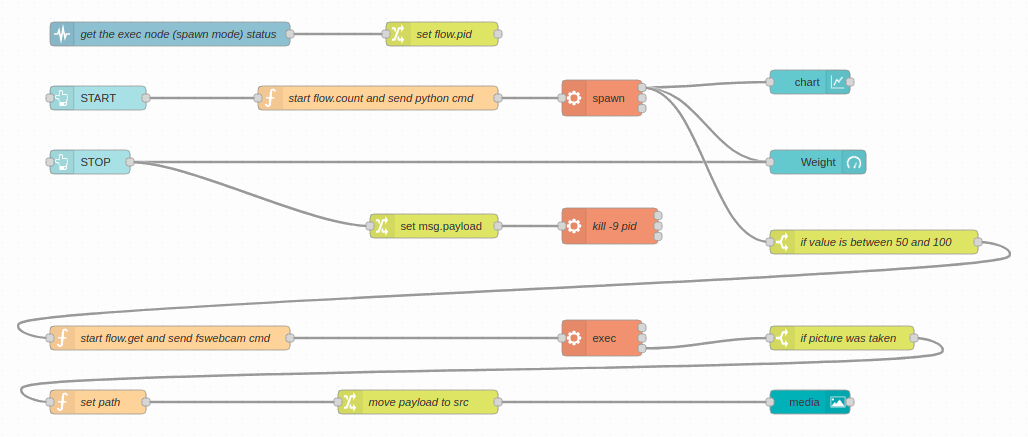 get the exec node (spawn mode) status
set flow.pid
START
start flow.count and send python cmd
spawn
chart
STOP
Weight
set msg.payload
kill -9 pid
if value is between 50 and 100
start flow.get and send fswebcam cmd
exec
if picture was taken
set path
move payload to src
media